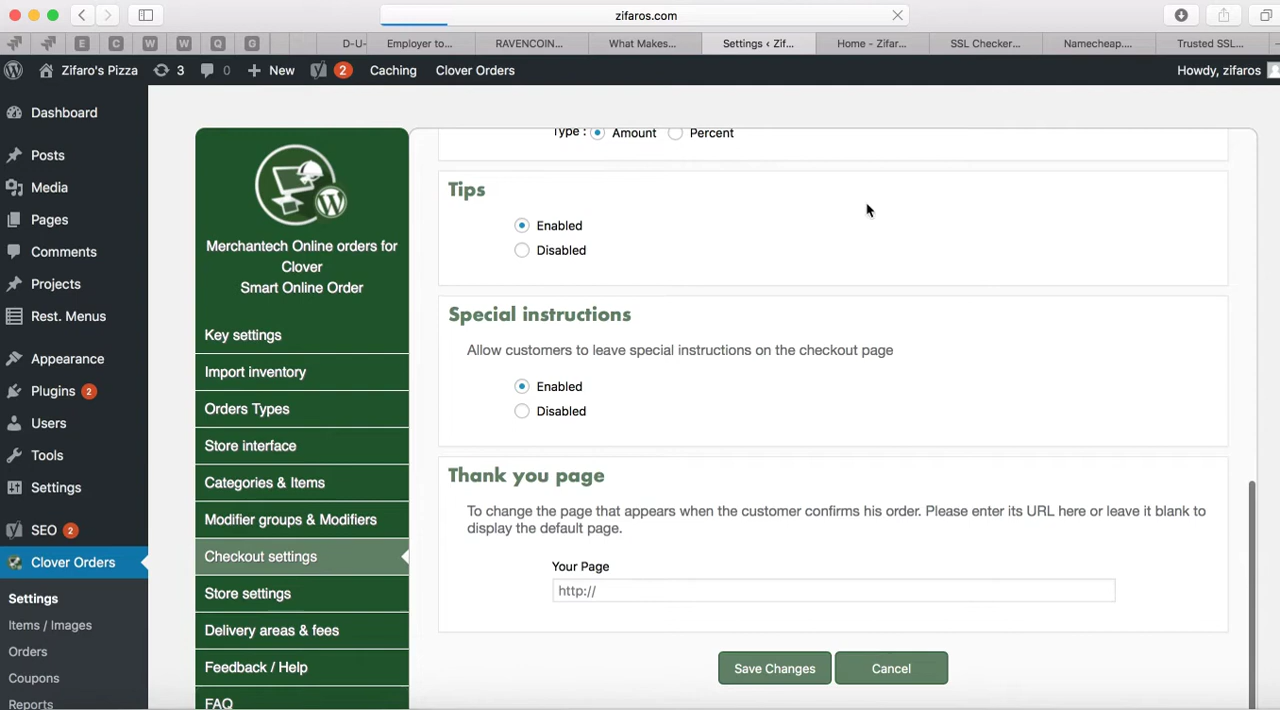 zifaros.com
E C W W Q G D-U- Employer to... RAVENCOIN... What Makes... Settings ‹ Zif... Home - Zifar... SSL Checker... Namecheap.... Trusted SSL...
Zifaro's Pizza 3 0 + New 2 Caching Clover Orders Howdy, zifaros
Dashboard
Posts
Media
Pages
Comments
Projects
Rest. Menus
Appearance
Plugins 2
Users
Tools
Settings
SEO 2
Clover Orders
Settings
Items / Images
Orders
Coupons
Reports
Merchantech Online orders for
Clover
Smart Online Order
Key settings
Import inventory
Orders Types
Store interface
Categories & Items
Modifier groups & Modifiers
Checkout settings
Store settings
Delivery areas & fees
Feedback / Help
FAQ
Type : Amount Percent
Tips
Enabled
Disabled
Special instructions
Allow customers to leave special instructions on the checkout page
Enabled
Disabled
Thank you page
To change the page that appears when the customer confirms his order. Please enter its URL here or leave it blank to
display the default page.
Your Page
http://
Save Changes Cancel